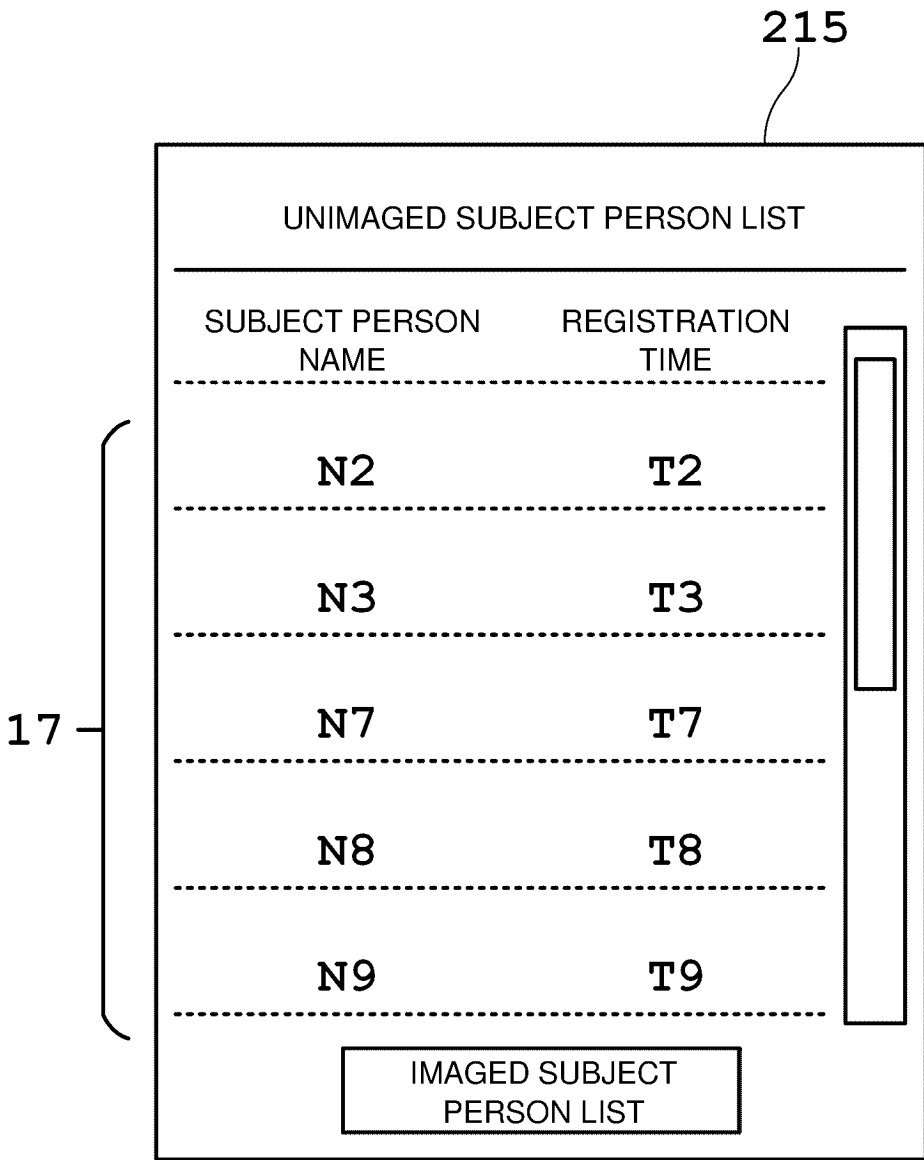 215
UNIMAGED SUBJECT PERSON LIST
SUBJECT PERSON NAME
REGISTRATION TIME
N2 T2
N3 T3
17
N7 T7
N8 T8
N9 T9
IMAGED SUBJECT
PERSON LIST